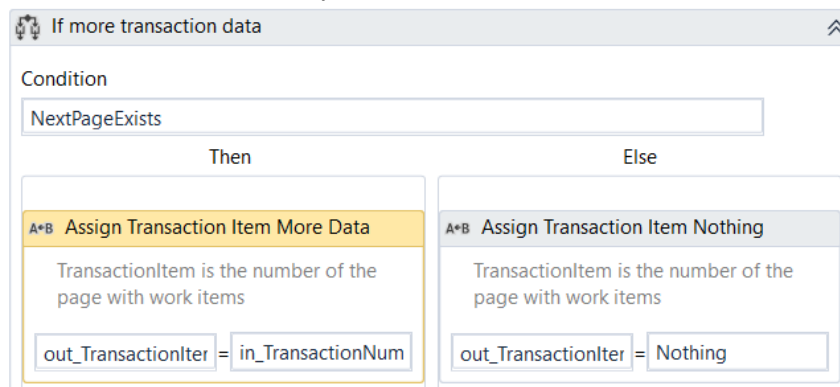 If more transaction data
Condition
NextPageExists
Then
Else
A+B Assign Transaction Item More Data
TransactionItem is the number of the
page with work items
out_TransactionIter = in_TransactionNum
A+B Assign Transaction Item Nothing
TransactionItem is the number of the
page with work items
out_TransactionIter = Nothing